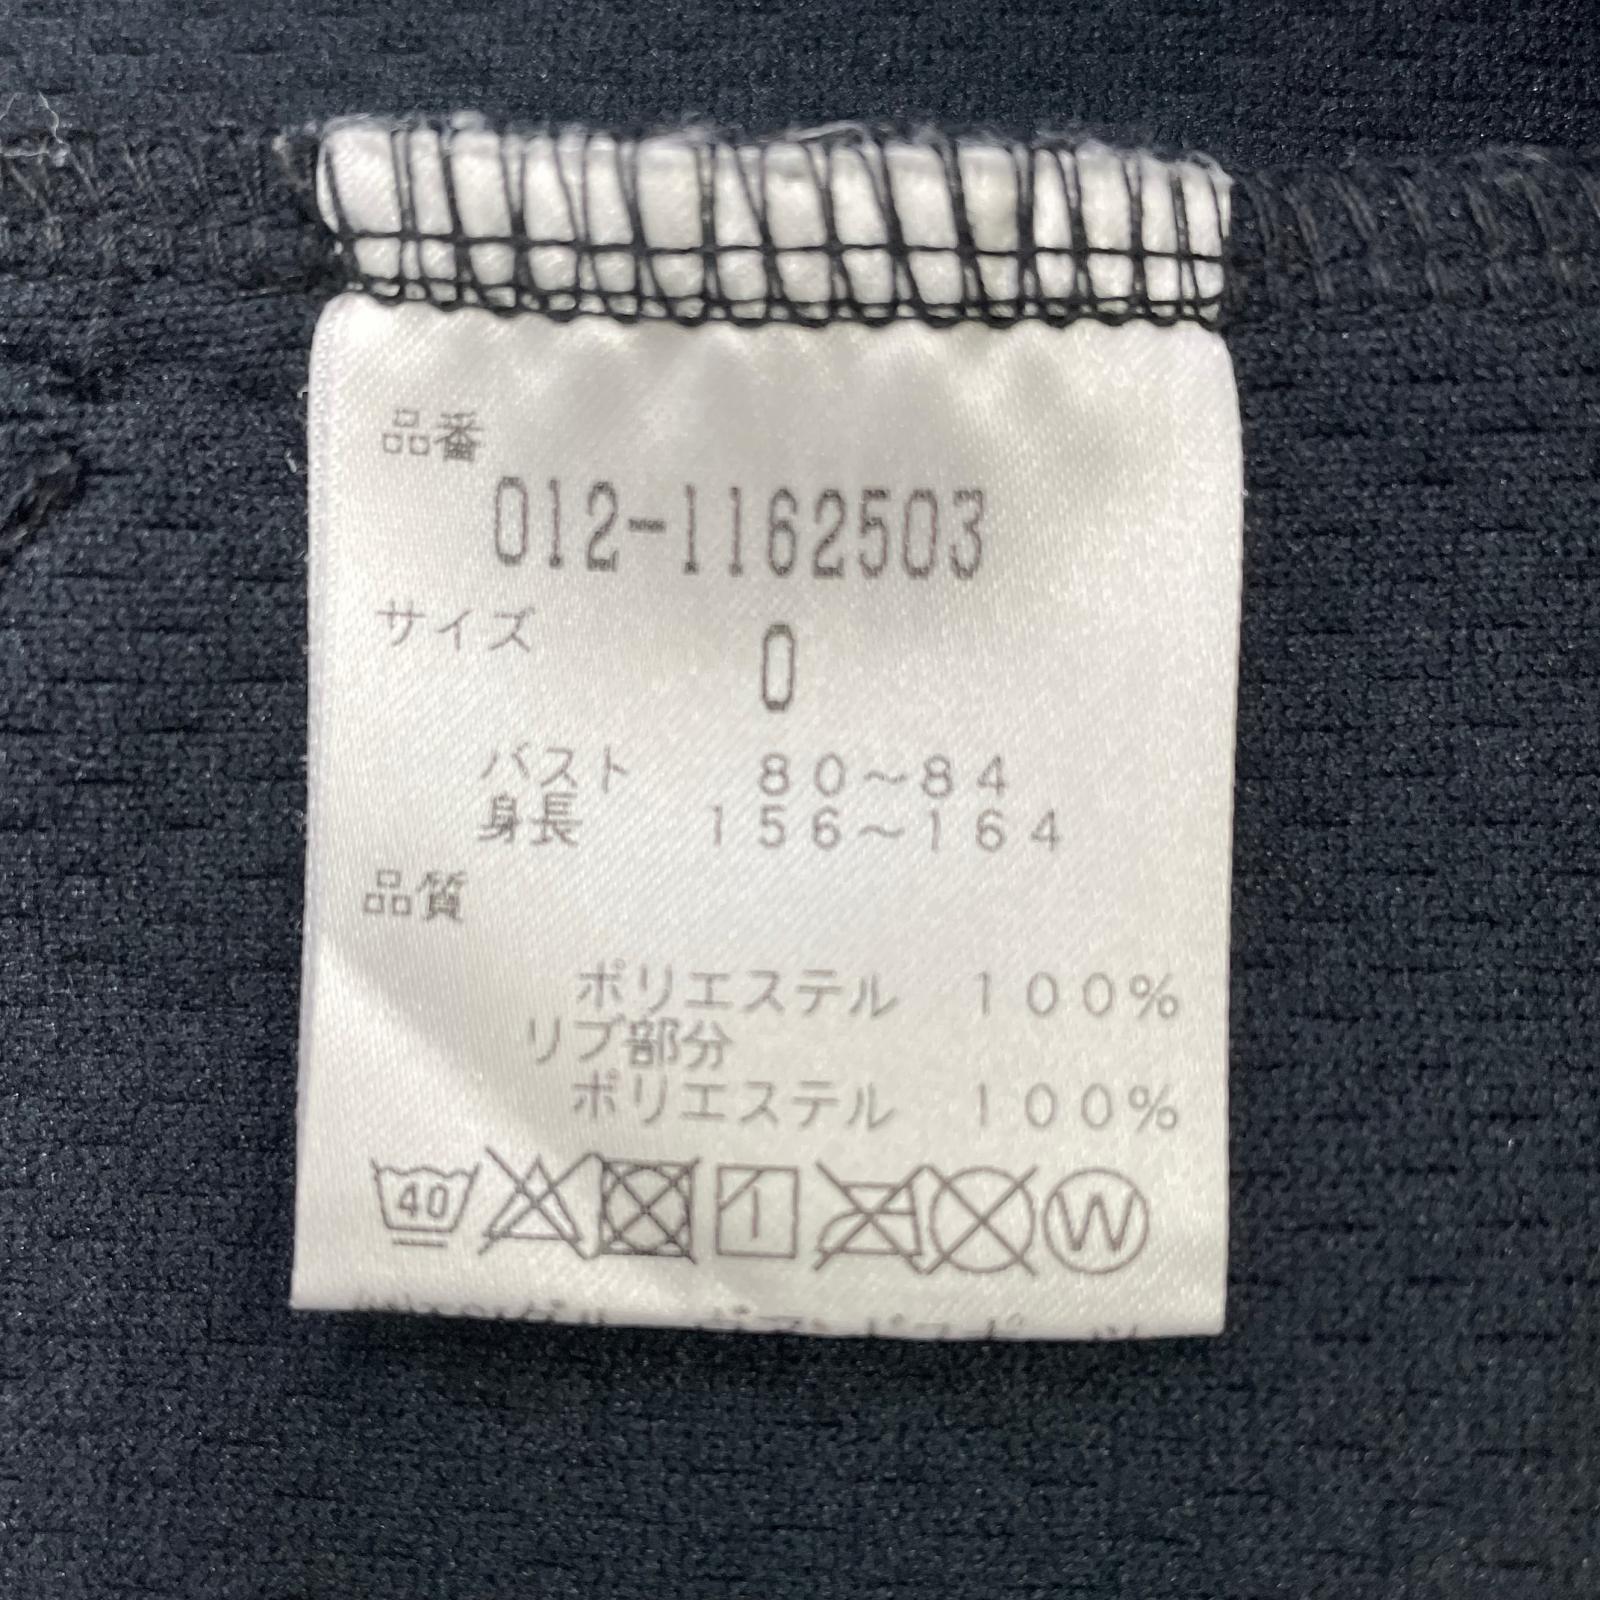 品番
012-1162503
サイズ
0
バスト 80～84
身長 156～164
品質
ポリエステル 100%
リブ部分
ポリエステル 100%
40
W